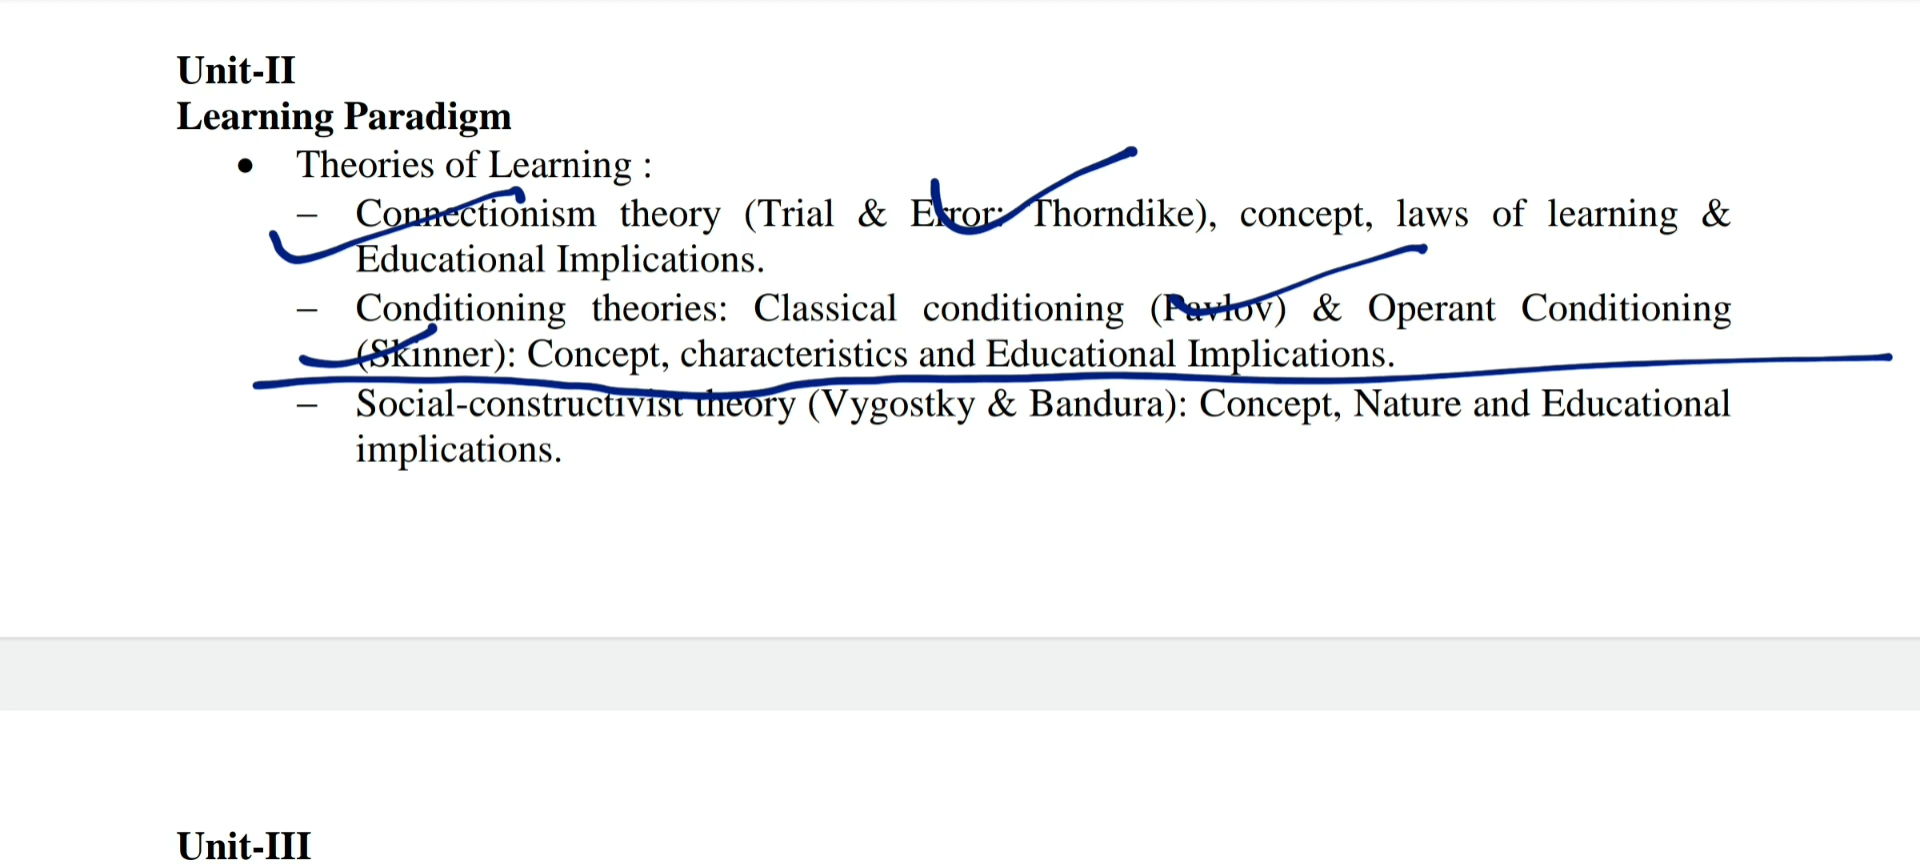 Unit-II
Learning Paradigm
• Theories of Learning :
– Connectionism theory (Trial & Error: Thorndike), concept, laws of learning &
Educational Implications.
– Conditioning theories: Classical conditioning (Pavlov) & Operant Conditioning
(Skinner): Concept, characteristics and Educational Implications.
– Social-constructivist theory (Vygostky & Bandura): Concept, Nature and Educational
implications.
Unit-III